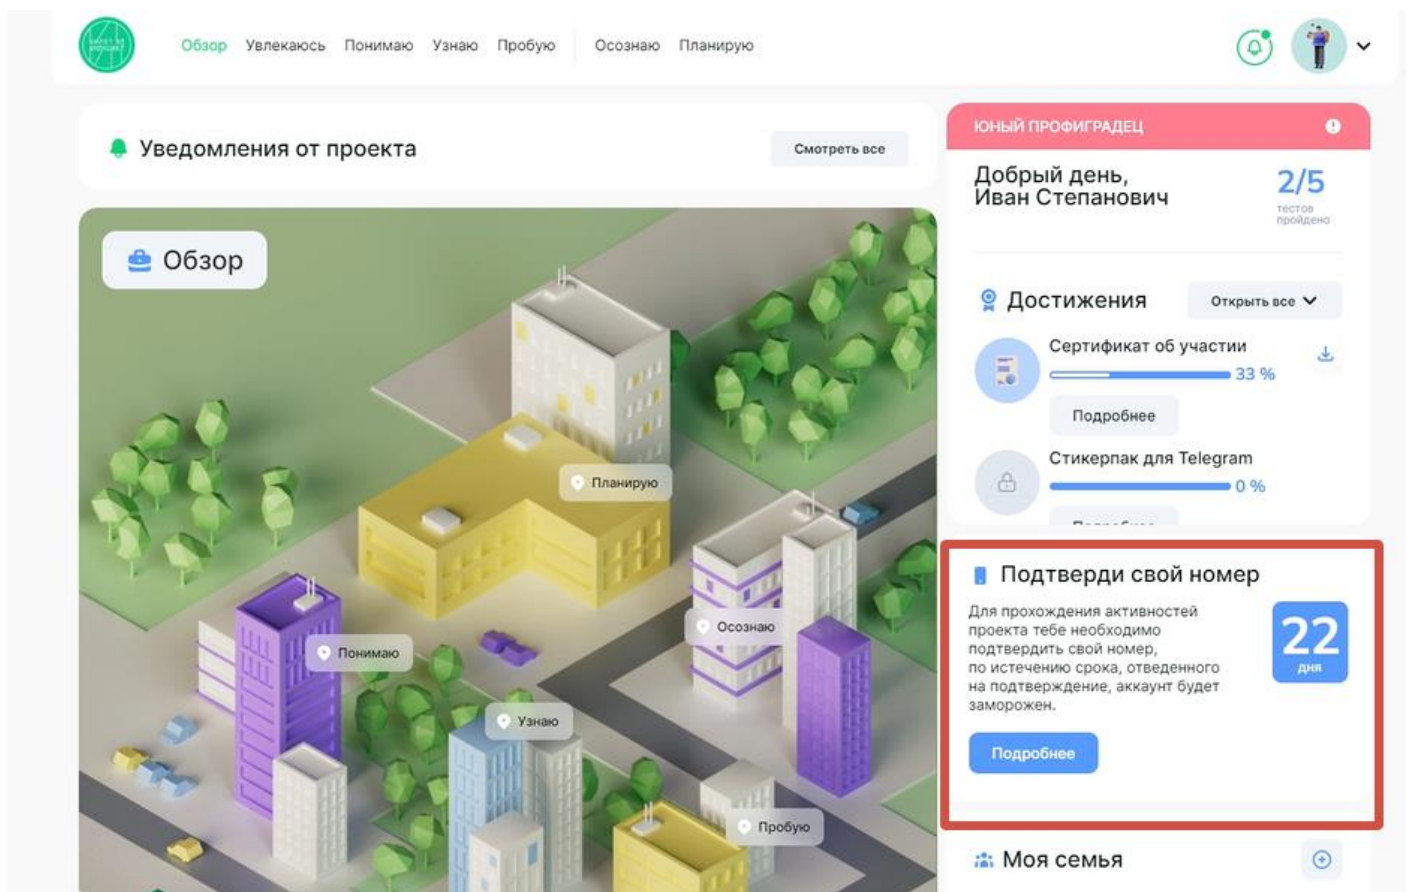 БИЛЕТ В
БУДУЩЕЕ
Обзор Увлекаюсь Понимаю Узнаю Пробую Осознаю Планирую
Уведомления от проекта
Смотреть все
Обзор
Планирую
Осознаю
Понимаю
Узнаю
Пробую
ЮНЫЙ ПРОФИГРАДЕЦ
Добрый день,
Иван Степанович
2/5
тестов
пройдено
Достижения
Открыть все
Сертификат об участии
33 %
Подробнее
Стикерпак для Telegram
0 %
Подробнее
Подтверди свой номер
Для прохождения активностей
проекта тебе необходимо
подтвердить свой номер,
по истечению срока, отведенного
на подтверждение, аккаунт будет
заморожен.
22
дня
Подробнее
Моя семья